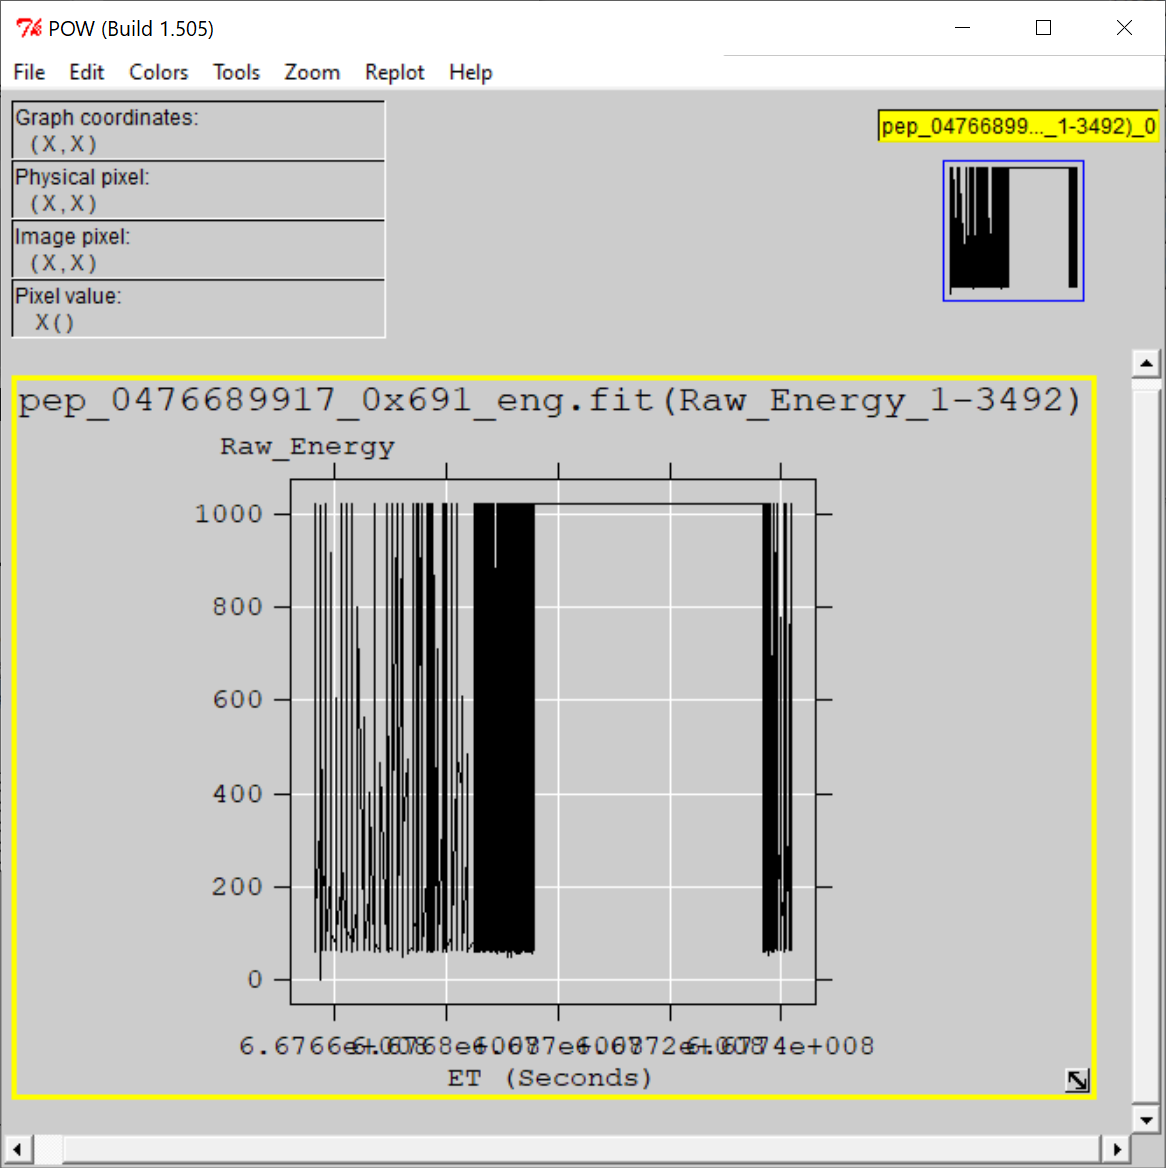 POW (Build 1.505)
File Edit Colors Tools Zoom Replot Help
Graph coordinates:
(X,X)
Physical pixel:
(X,X)
Image pixel:
(X,X)
Pixel value:
X()
pep_04766899..._1-3492)_0
pep_0476689917_0x691_eng.fit(Raw_Energy_1-3492)
Raw_Energy
1000
800
600
400
200
0
ET (Seconds)